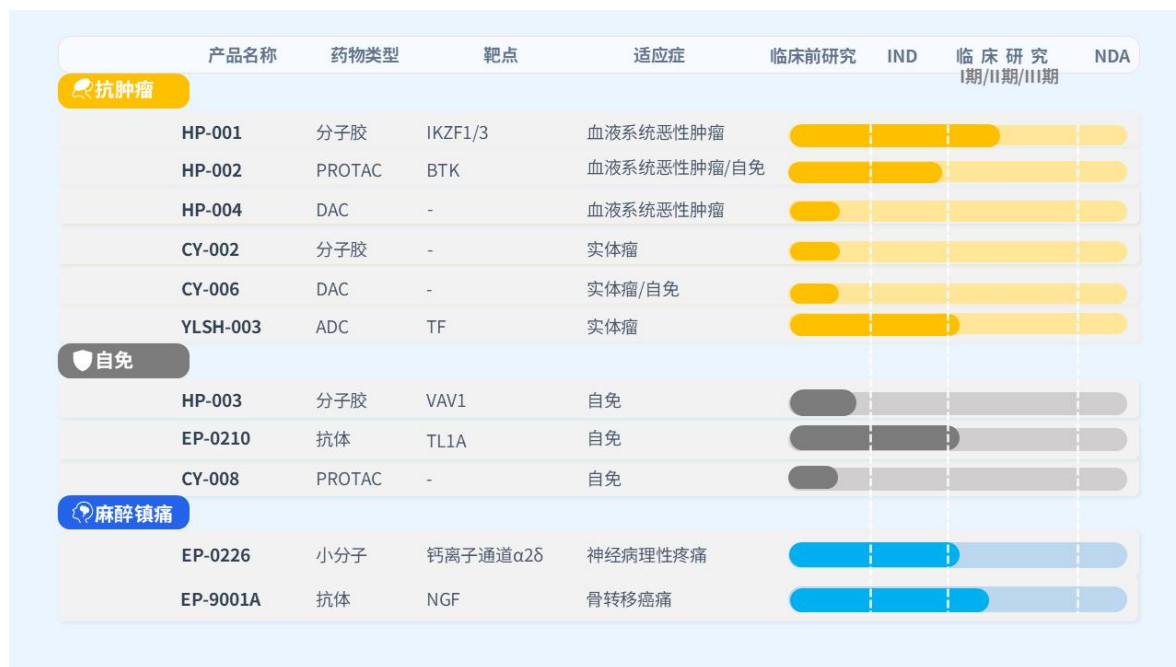 产品名称 药物类型 靶点 适应症 临床前研究 IND 临床研究 NDA
I期/II期/III期
抗肿瘤
HP-001 分子胶 IKZF1/3 血液系统恶性肿瘤
HP-002 PROTAC BTK 血液系统恶性肿瘤/自免
HP-004 DAC - 血液系统恶性肿瘤
CY-002 分子胶 - 实体瘤
CY-006 DAC - 实体瘤/自免
YLSH-003 ADC TF 实体瘤
自免
HP-003 分子胶 VAV1 自免
EP-0210 抗体 TL1A 自免
CY-008 PROTAC - 自免
麻醉镇痛
EP-0226 小分子 钙离子通道α2δ 神经病理性疼痛
EP-9001A 抗体 NGF 骨转移癌痛